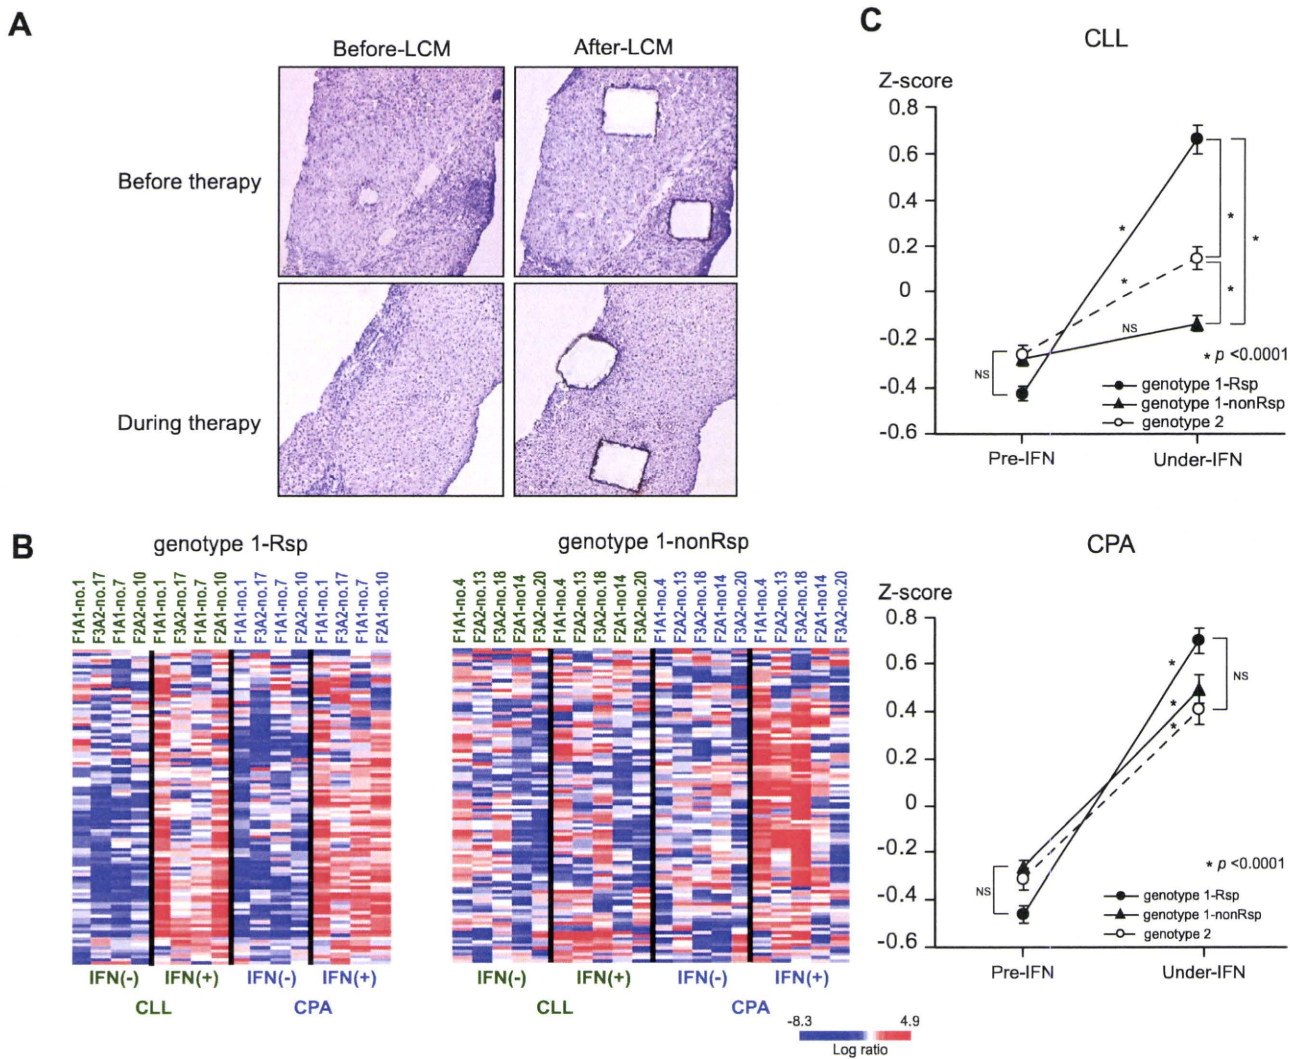 A
Before-LCM
After-LCM
Before therapy
During therapy
B
genotype 1-Rsp
F1A1-no.1
F3A2-no.17
F1A1-no.7
F2A2-no.10
F1A1-no.1
F3A2-no.17
F1A1-no.7
F2A1-no.10
F1A1-no.1
F3A2-no.17
F1A1-no.7
F2A2-no.10
F1A1-no.1
F3A2-no.17
F1A1-no.7
F2A1-no.10
IFN(-)
IFN(+)
IFN(-)
IFN(+)
CLL
CPA
genotype 1-nonRsp
F1A1-no.4
F2A2-no.13
F3A2-no.18
F2A1-no14
F3A2-no.20
F1A1-no.4
F2A2-no.13
F3A2-no.18
F2A1-no14
F3A2-no.20
F1A1-no.4
F2A2-no.13
F3A2-no.18
F2A1-no14
F3A2-no.20
F1A1-no.4
F2A2-no.13
F3A2-no.18
F2A1-no14
F3A2-no.20
IFN(-)
IFN(+)
IFN(-)
IFN(+)
CLL
CPA
-8.3
4.9
Log ratio
C
CLL
Z-score
0.8
0.6
0.4
0.2
0
-0.2
-0.4
-0.6
*
*
NS
NS
*
*
*
* p <0.0001
genotype 1-Rsp
genotype 1-nonRsp
genotype 2
Pre-IFN
Under-IFN
CPA
Z-score
0.8
0.6
0.4
0.2
0
-0.2
-0.4
-0.6
*
*
*
NS
NS
* p <0.0001
genotype 1-Rsp
genotype 1-nonRsp
genotype 2
Pre-IFN
Under-IFN